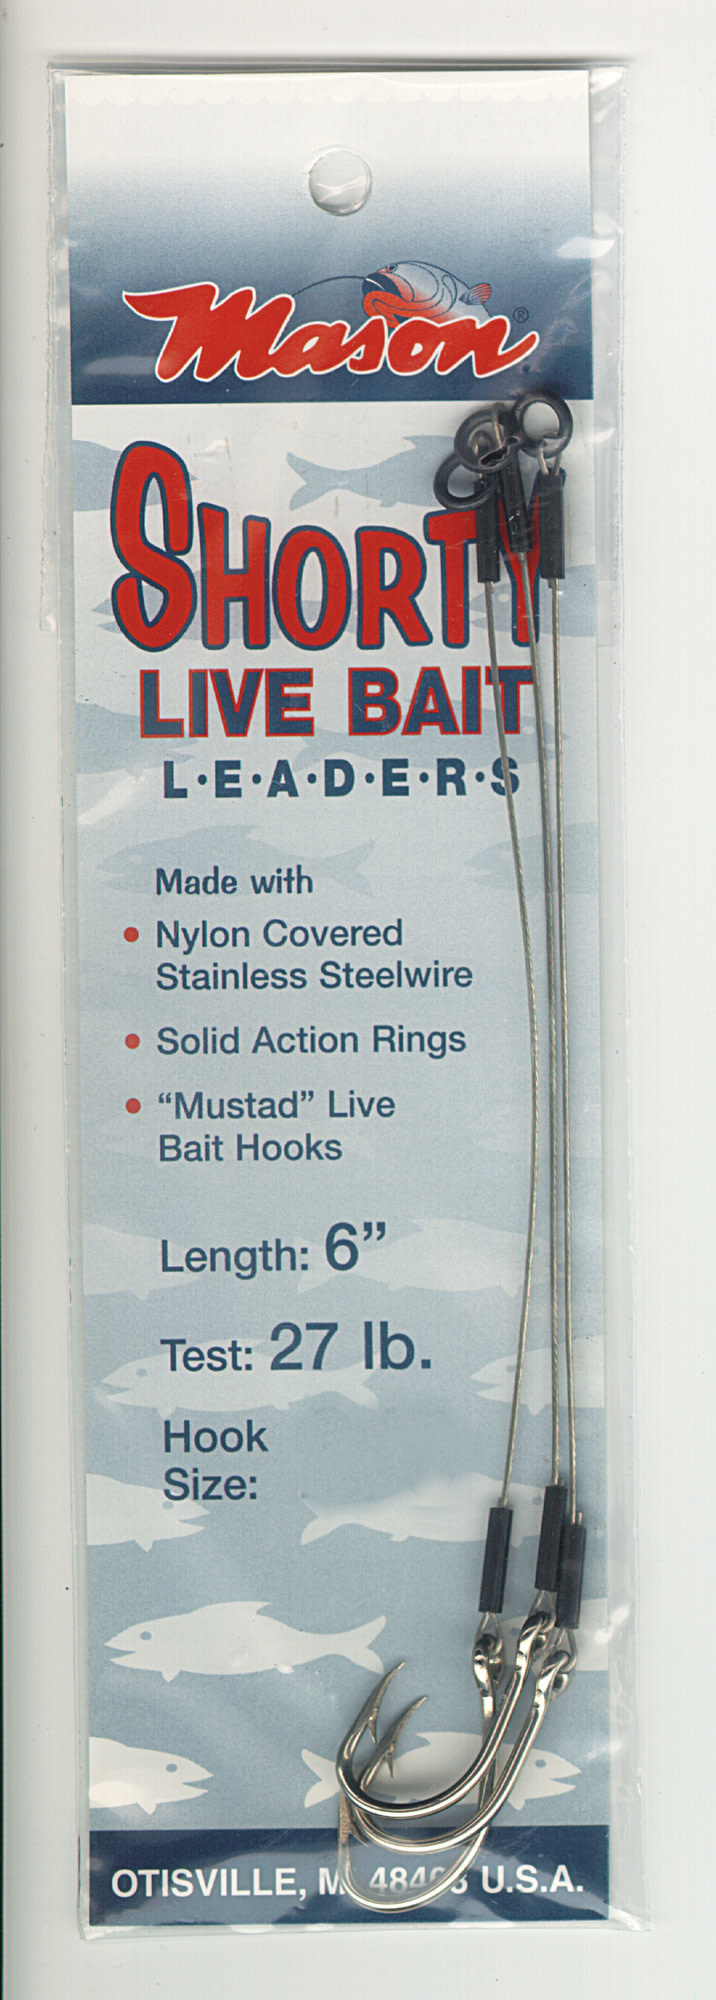 Mason®
SHORTY
LIVE BAIT
L•E•A•D•E•R•S
Made with
• Nylon Covered
Stainless Steelwire
• Solid Action Rings
• “Mustad” Live
Bait Hooks
Length: 6”
Test: 27 lb.
Hook
Size:
OTISVILLE, U.S.A.